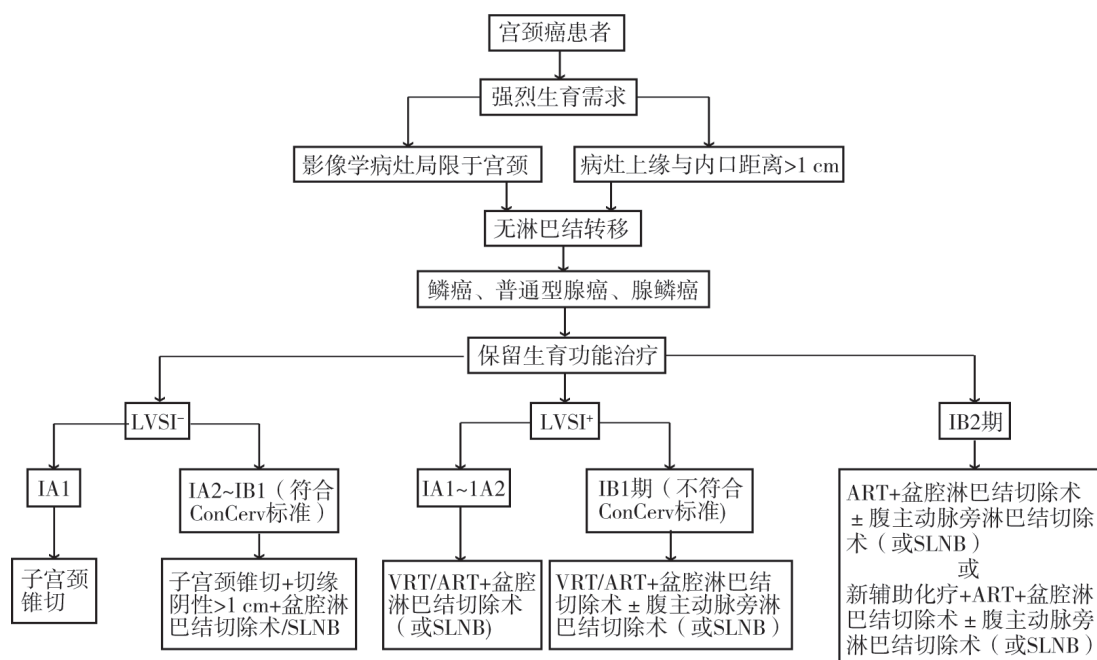 宫颈癌患者
强烈生育需求
影像学病灶局限于宫颈
病灶上缘与内口距离>1 cm
无淋巴结转移
鳞癌、普通型腺癌、腺鳞癌
保留生育功能治疗
LVSI⁻
LVSI⁺
IB2期
IA1
IA2~IB1（符合
ConCerv标准）
IA1~1A2
IB1期（不符合
ConCerv标准)
子宫颈
锥切
子宫颈锥切+切缘
阴性>1 cm+盆腔淋
巴结切除术/SLNB
VRT/ART+盆腔
淋巴结切除术
（或SLNB)
VRT/ART+盆腔淋巴结
切除术±腹主动脉旁淋
巴结切除术（或SLNB）
ART+盆腔淋巴结切除术
±腹主动脉旁淋巴结切除
术（或SLNB）
或
新辅助化疗+ART+盆腔淋
巴结切除术±腹主动脉旁
淋巴结切除术（或SLNB）